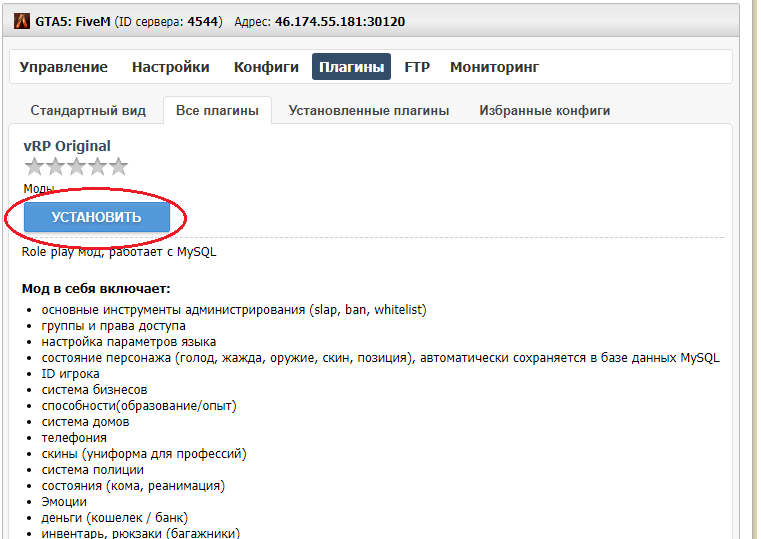 GTA5: FiveM (ID сервера: 4544) Адрес: 46.174.55.181:30120
Управление Настройки Конфиги Плагины FTP Мониторинг
Стандартный вид Все плагины Установленные плагины Избранные конфиги
vRP Original
Моды
УСТАНОВИТЬ
Role play мод, работает с MySQL
Мод в себя включает:
• основные инструменты администрирования (slap, ban, whitelist)
• группы и права доступа
• настройка параметров языка
• состояние персонажа (голод, жажда, оружие, скин, позиция), автоматически сохраняется в базе данных MySQL
• ID игрока
• система бизнесов
• способности(образование/опыт)
• система домов
• телефония
• скины (униформа для профессий)
• система полиции
• состояния (кома, реанимация)
• Эмоции
• деньги (кошелек / банк)
• инвентарь, рюкзаки (багажники)